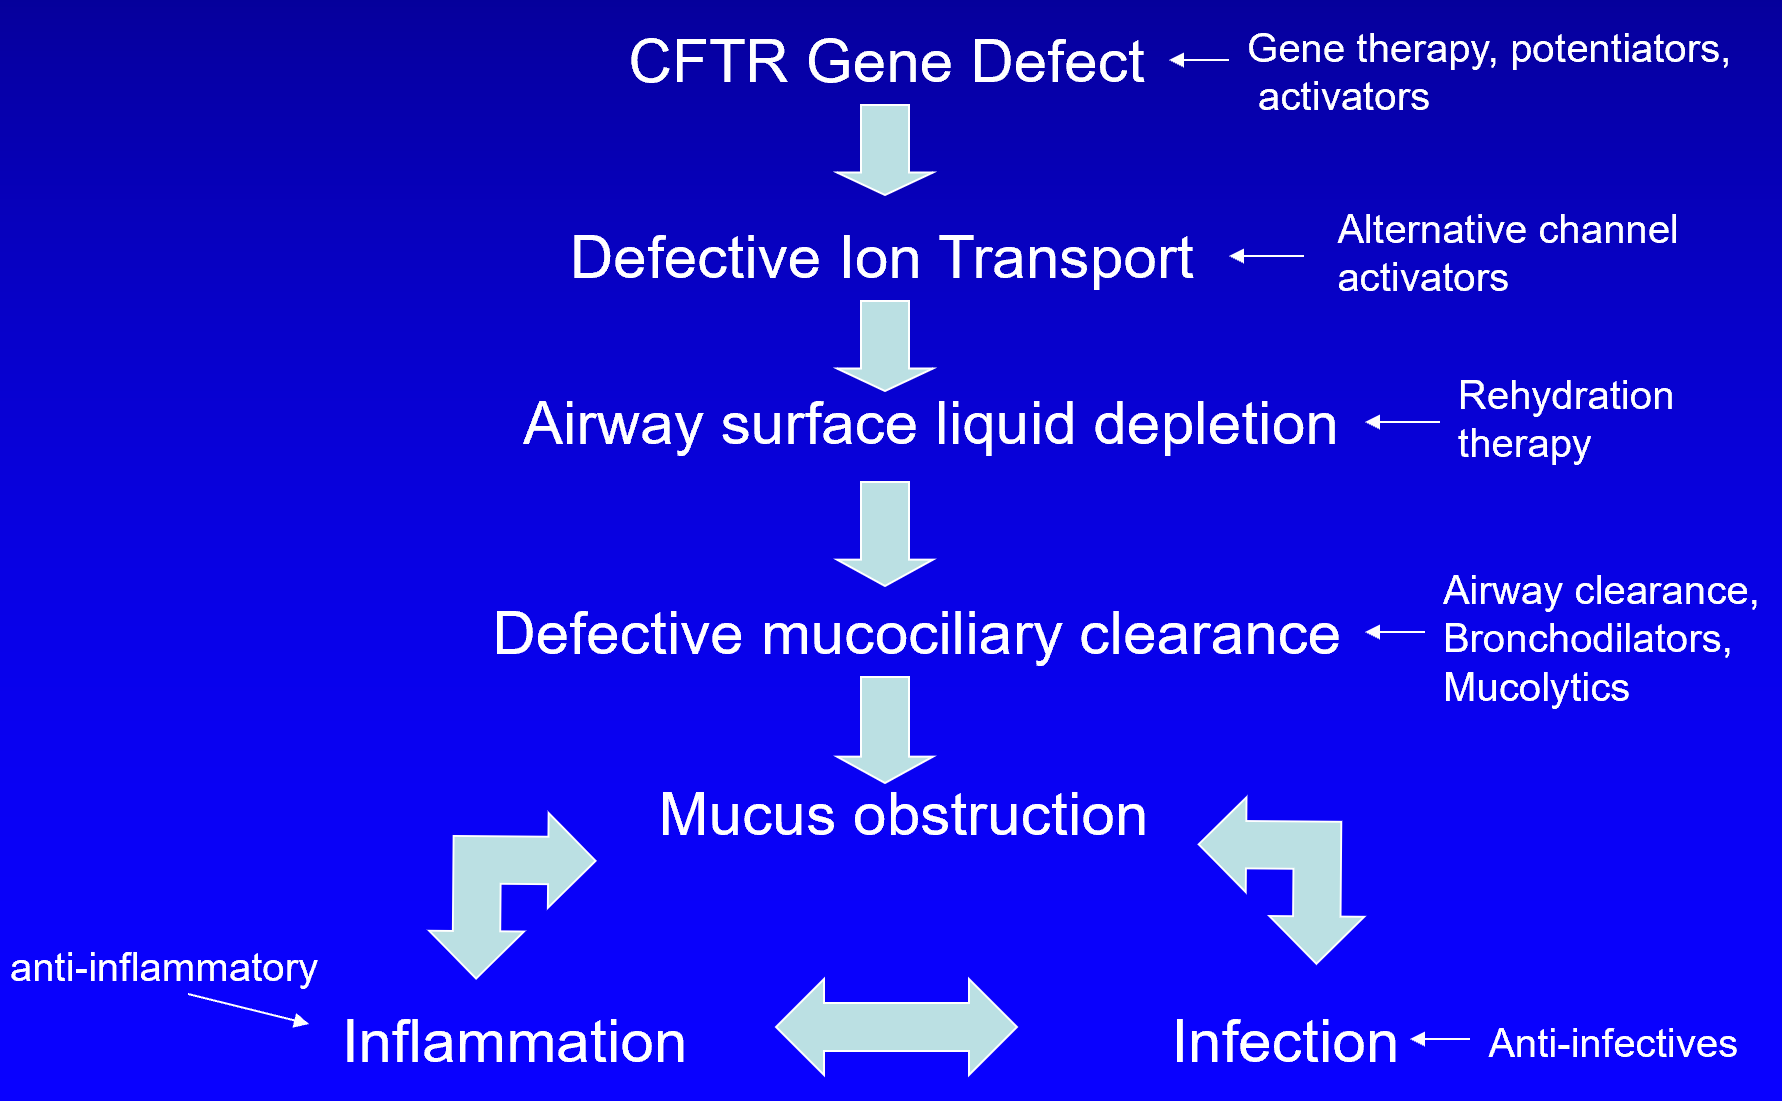 CFTR Gene Defect
Gene therapy, potentiators,
activators
Defective Ion Transport
Alternative channel
activators
Airway surface liquid depletion
Rehydration
therapy
Defective mucociliary clearance
Airway clearance,
Bronchodilators,
Mucolytics
Mucus obstruction
anti-inflammatory
Inflammation
Infection
Anti-infectives